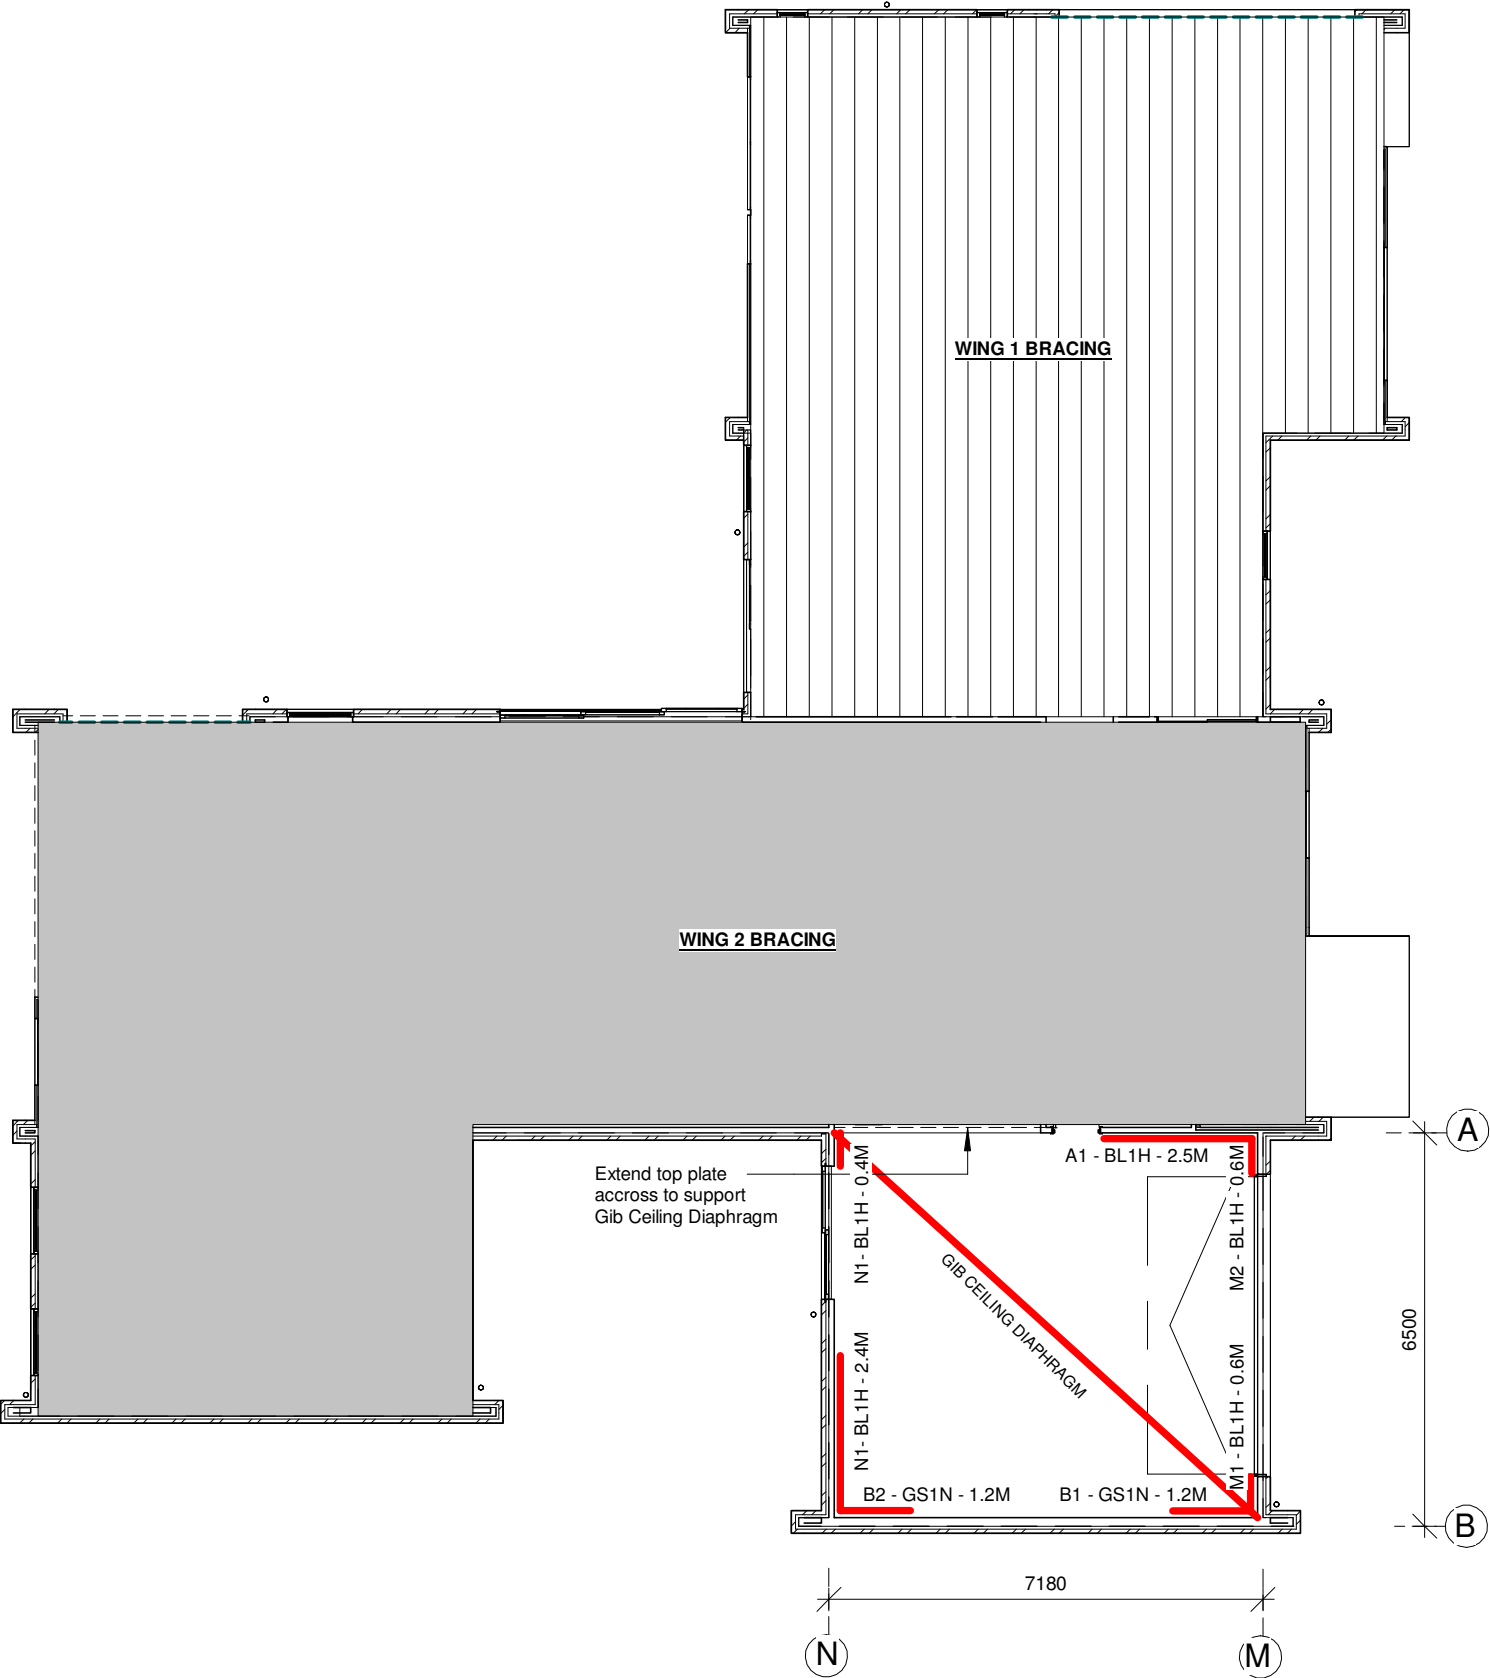 WING 1 BRACING
WING 2 BRACING
A
Extend top plate
accross to support
Gib Ceiling Diaphragm
A1 - BL1H - 2.5M
N1- BL1H - 0.4M
M2 - BL1H - 0.6M
GIB CEILING DIAPHRAGM
6500
N1- BL1H - 2.4M
M1 - BL1H - 0.6M
B2 - GS1N - 1.2M
B1 - GS1N - 1.2M
B
7180
N
M